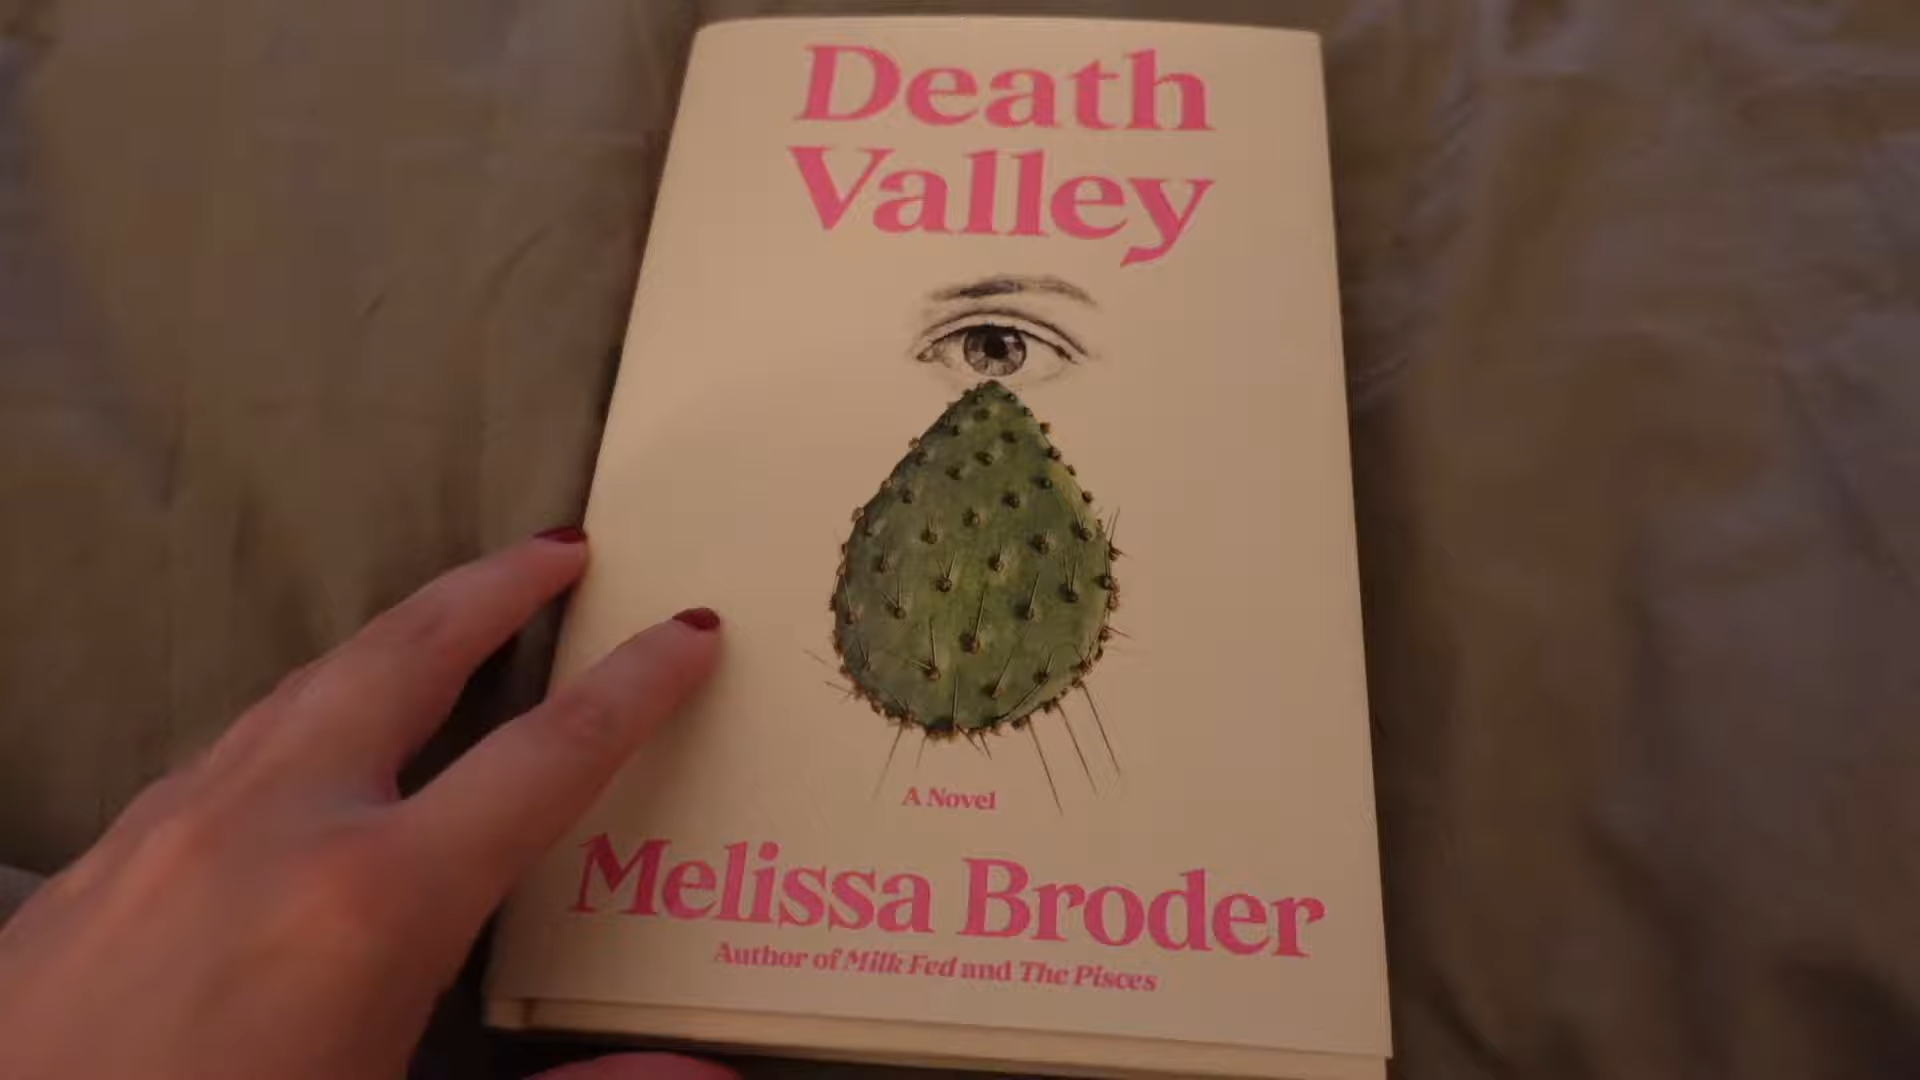 Death
Valley
A Novel
Melissa Broder
Author of Milk Fed and The Pisces